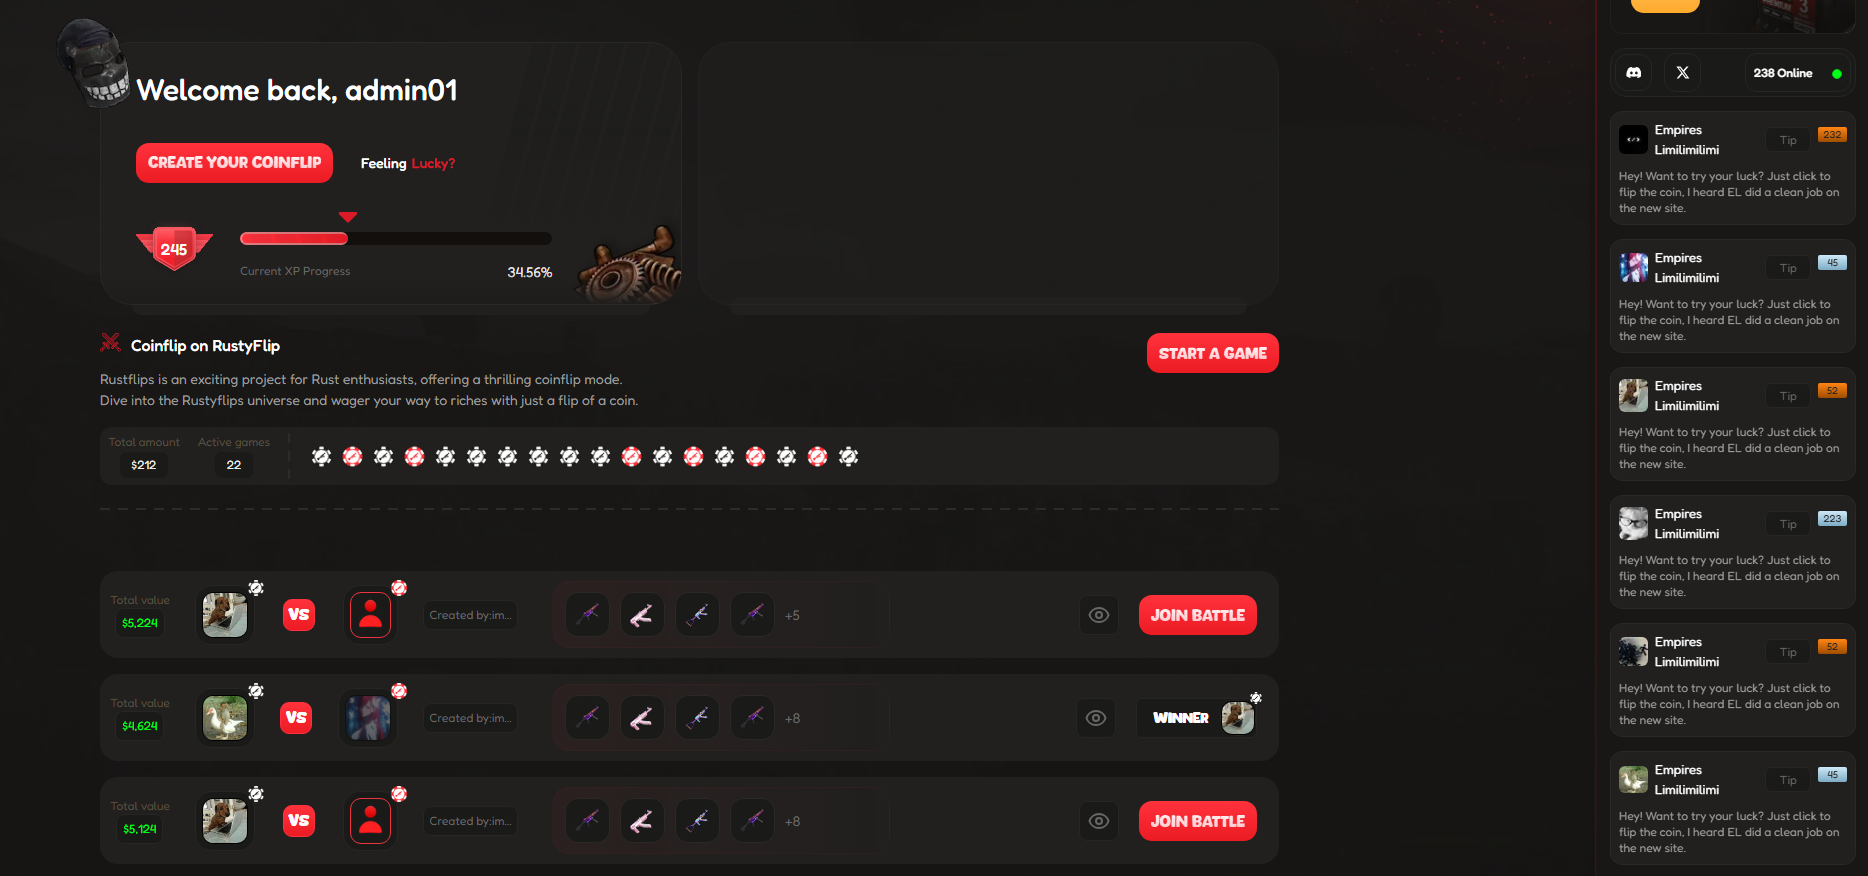 Welcome back, admin01
CREATE YOUR COINFLIP
Feeling Lucky?
245
Current XP Progress
34.56%
Coinflip on RustyFlip
START A GAME
Rustflips is an exciting project for Rust enthusiasts, offering a thrilling coinflip mode.
Dive into the Rustyflips universe and wager your way to riches with just a flip of a coin.
Total amount
Active games
$212
22
Total value
$5,224
VS
Created by:im...
+5
JOIN BATTLE
Total value
$4,624
VS
Created by:im...
+8
WINNER
Total value
$5,124
VS
Created by:im...
+8
JOIN BATTLE
PREMIUM
3
238 Online
Empires
Limilimilimi
Tip
232
Hey! Want to try your luck? Just click to
flip the coin, I heard EL did a clean job on
the new site.
Empires
Limilimilimi
Tip
45
Hey! Want to try your luck? Just click to
flip the coin, I heard EL did a clean job on
the new site.
Empires
Limilimilimi
Tip
52
Hey! Want to try your luck? Just click to
flip the coin, I heard EL did a clean job on
the new site.
Empires
Limilimilimi
Tip
223
Hey! Want to try your luck? Just click to
flip the coin, I heard EL did a clean job on
the new site.
Empires
Limilimilimi
Tip
52
Hey! Want to try your luck? Just click to
flip the coin, I heard EL did a clean job on
the new site.
Empires
Limilimilimi
Tip
45
Hey! Want to try your luck? Just click to
flip the coin, I heard EL did a clean job on
the new site.